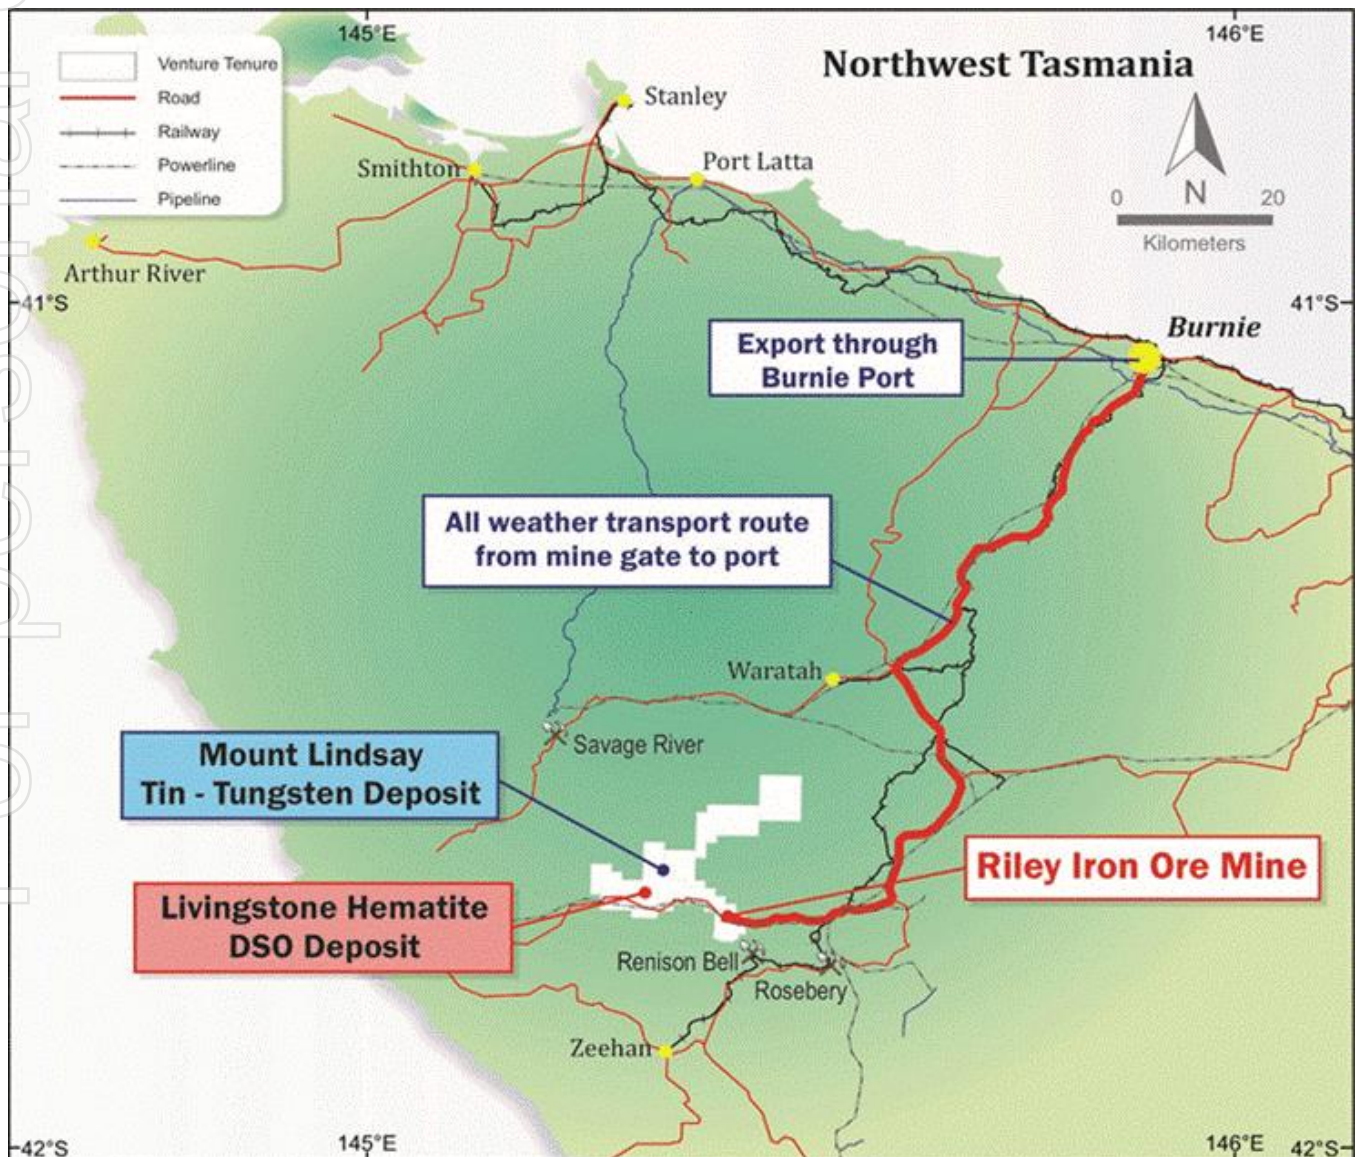 145°E
146°E
Northwest Tasmania
Venture Tenure
Road
Railway
Powerline
Pipeline
Stanley
Smithton
Port Latta
N
0 20
Kilometers
Arthur River
41°S
41°S
Burnie
Export through
Burnie Port
All weather transport route
from mine gate to port
Waratah
Savage River
Mount Lindsay
Tin - Tungsten Deposit
Riley Iron Ore Mine
Livingstone Hematite
DSO Deposit
Renison Bell
Rosebery
Zeehan
42°S
145°E
146°E
42°S